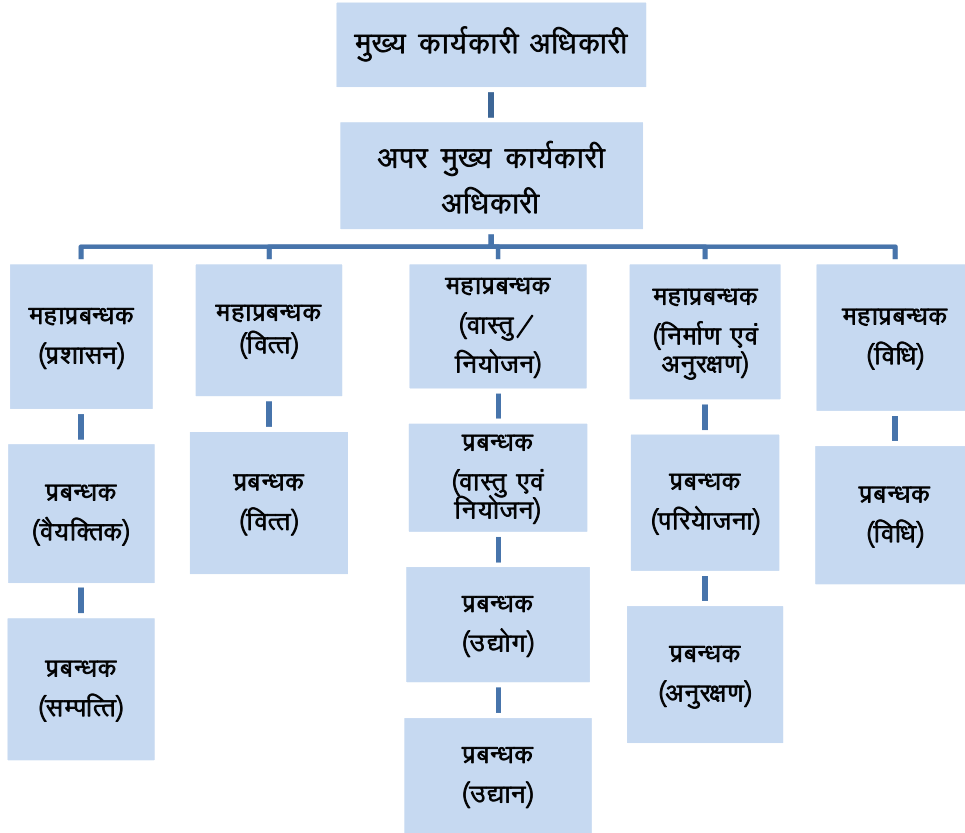 मुख्य कार्यकारी अधिकारी
अपर मुख्य कार्यकारी
अधिकारी
महाप्रबन्धक
(प्रशासन)
महाप्रबन्धक
(वित्त)
महाप्रबन्धक
(वास्तु/
नियोजन)
महाप्रबन्धक
(निर्माण एवं
अनुरक्षण)
महाप्रबन्धक
(विधि)
प्रबन्धक
(वैयक्तिक)
प्रबन्धक
(वित्त)
प्रबन्धक
(वास्तु एवं
नियोजन)
प्रबन्धक
(परियेाजना)
प्रबन्धक
(विधि)
प्रबन्धक
(सम्पत्ति)
प्रबन्धक
(उद्योग)
प्रबन्धक
(अनुरक्षण)
प्रबन्धक
(उद्यान)